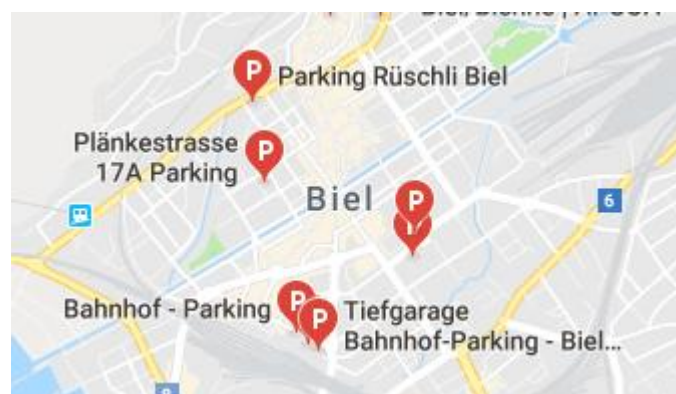 Parking Rüschli Biel
Plänkestrasse
17A Parking
Biel
P
P
P
P
P
6
Bahnhof - Parking
Tiefgarage
Bahnhof-Parking - Biel...